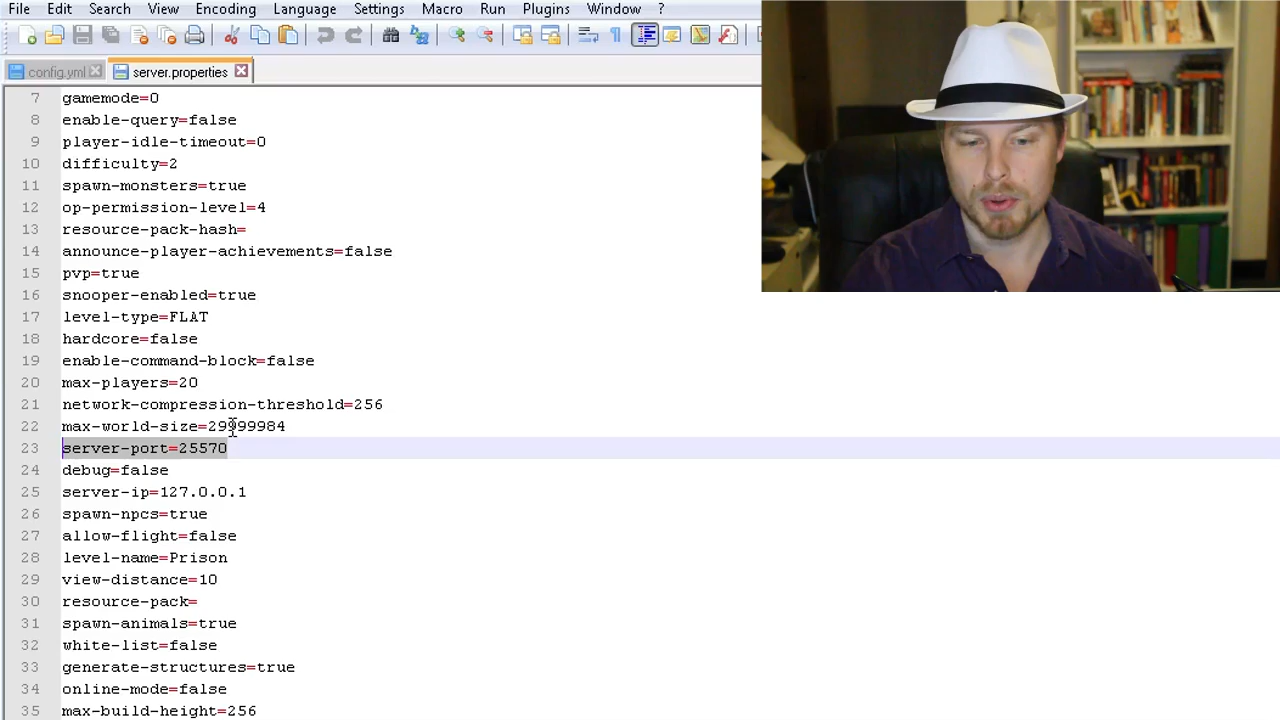 File Edit Search View Encoding Language Settings Macro Run Plugins Window ?
config.yml server.properties
7 gamemode=0
8 enable-query=false
9 player-idle-timeout=0
10 difficulty=2
11 spawn-monsters=true
12 op-permission-level=4
13 resource-pack-hash=
14 announce-player-achievements=false
15 pvp=true
16 snooper-enabled=true
17 level-type=FLAT
18 hardcore=false
19 enable-command-block=false
20 max-players=20
21 network-compression-threshold=256
22 max-world-size=29999984
23 server-port=25570
24 debug=false
25 server-ip=127.0.0.1
26 spawn-npcs=true
27 allow-flight=false
28 level-name=Prison
29 view-distance=10
30 resource-pack=
31 spawn-animals=true
32 white-list=false
33 generate-structures=true
34 online-mode=false
35 max-build-height=256